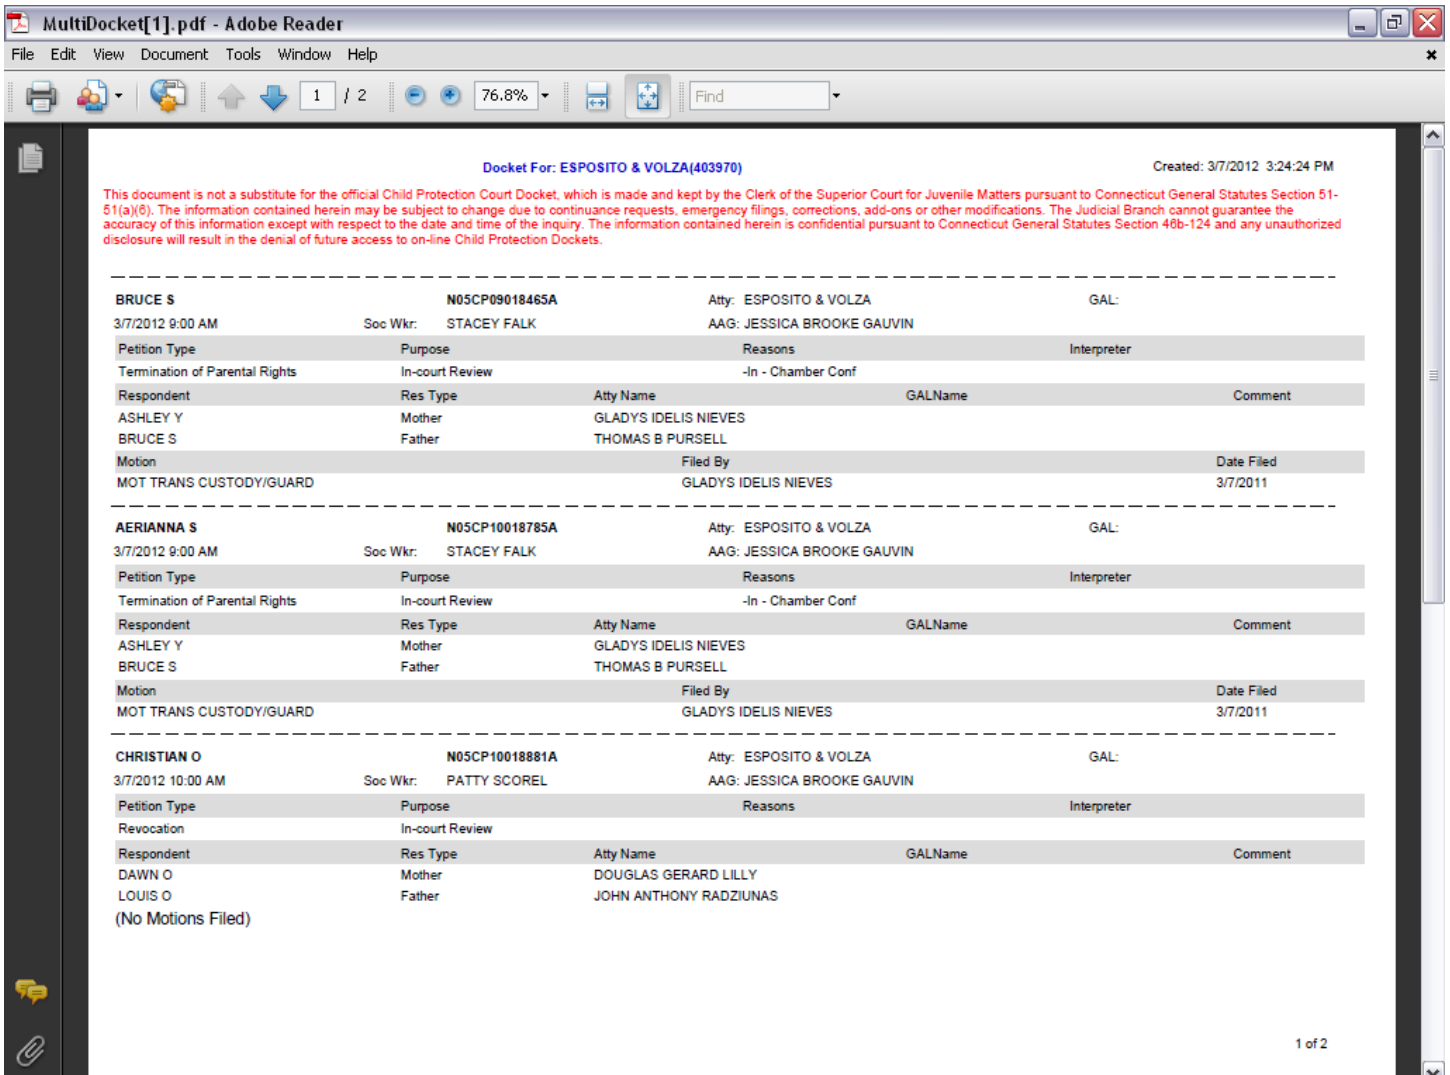 MultiDocket[1].pdf - Adobe Reader
File Edit View Document Tools Window Help
1 / 2 76.8% Find
Docket For: ESPOSITO & VOLZA(403970) Created: 3/7/2012 3:24:24 PM
This document is not a substitute for the official Child Protection Court Docket, which is made and kept by the Clerk of the Superior Court for Juvenile Matters pursuant to Connecticut General Statutes Section 51-
51(a)(6). The information contained herein may be subject to change due to continuance requests, emergency filings, corrections, add-ons or other modifications. The Judicial Branch cannot guarantee the
accuracy of this information except with respect to the date and time of the inquiry. The information contained herein is confidential pursuant to Connecticut General Statutes Section 46b-124 and any unauthorized
disclosure will result in the denial of future access to on-line Child Protection Dockets.
BRUCE S N05CP09018465A Atty: ESPOSITO & VOLZA GAL:
3/7/2012 9:00 AM Soc Wkr: STACEY FALK AAG: JESSICA BROOKE GAUVIN
Petition Type Purpose Reasons Interpreter
Termination of Parental Rights In-court Review -In - Chamber Conf
Respondent Res Type Atty Name GALName Comment
ASHLEY Y Mother GLADYS IDELIS NIEVES
BRUCE S Father THOMAS B PURSELL
Motion Filed By Date Filed
MOT TRANS CUSTODY/GUARD GLADYS IDELIS NIEVES 3/7/2011
AERIANNA S N05CP10018785A Atty: ESPOSITO & VOLZA GAL:
3/7/2012 9:00 AM Soc Wkr: STACEY FALK AAG: JESSICA BROOKE GAUVIN
Petition Type Purpose Reasons Interpreter
Termination of Parental Rights In-court Review -In - Chamber Conf
Respondent Res Type Atty Name GALName Comment
ASHLEY Y Mother GLADYS IDELIS NIEVES
BRUCE S Father THOMAS B PURSELL
Motion Filed By Date Filed
MOT TRANS CUSTODY/GUARD GLADYS IDELIS NIEVES 3/7/2011
CHRISTIAN O N05CP10018881A Atty: ESPOSITO & VOLZA GAL:
3/7/2012 10:00 AM Soc Wkr: PATTY SCOREL AAG: JESSICA BROOKE GAUVIN
Petition Type Purpose Reasons Interpreter
Revocation In-court Review
Respondent Res Type Atty Name GALName Comment
DAWN O Mother DOUGLAS GERARD LILLY
LOUIS O Father JOHN ANTHONY RADZIUNAS
(No Motions Filed)
1 of 2